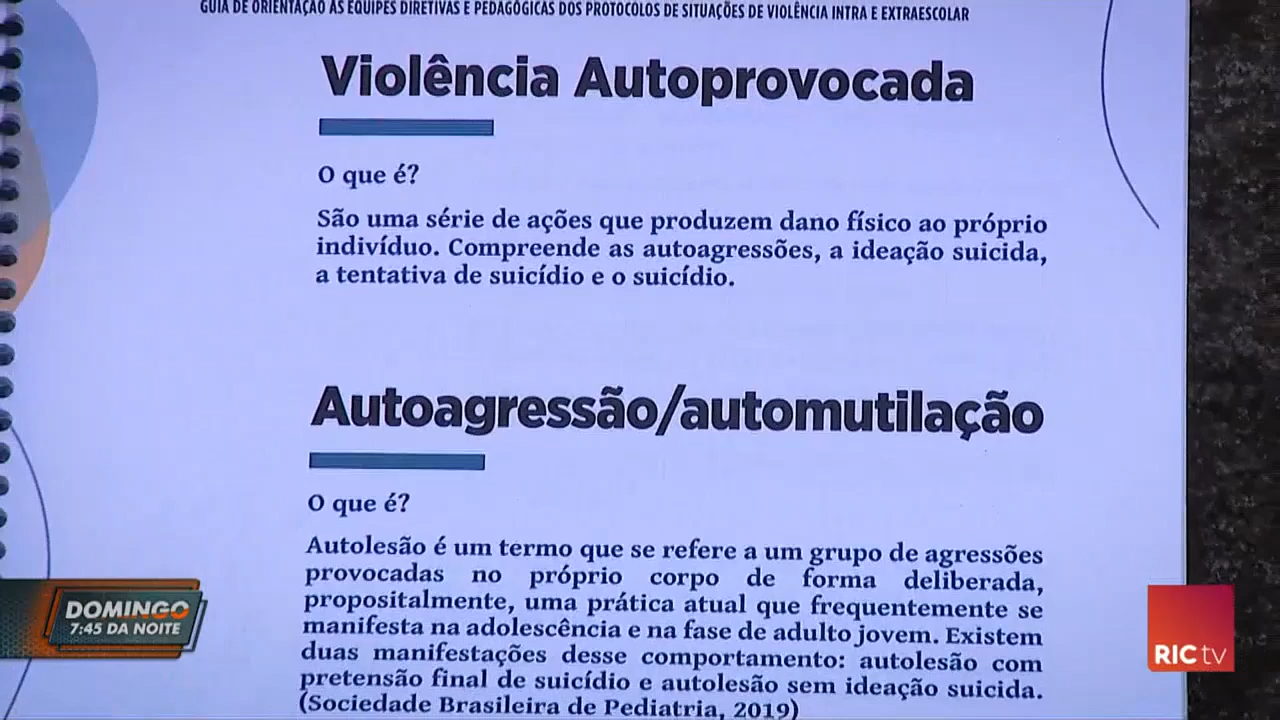 GUIA DE ORIENTAÇÃO ÀS EQUIPES DIRETIVAS E PEDAGÓGICAS DOS PROTOCOLOS DE SITUAÇÕES DE VIOLÊNCIA INTRA E EXTRAESCOLAR
Violência Autoprovocada
O que é?
São uma série de ações que produzem dano físico ao próprio
indivíduo. Compreende as autoagressões, a ideação suicida,
a tentativa de suicídio e o suicídio.
Autoagressão/automutilação
O que é?
Autolesão é um termo que se refere a um grupo de agressões
provocadas no próprio corpo de forma deliberada,
propositalmente, uma prática atual que frequentemente se
manifesta na adolescência e na fase de adulto jovem. Existem
duas manifestações desse comportamento: autolesão com
pretensão final de suicídio e autolesão sem ideação suicida.
(Sociedade Brasileira de Pediatria, 2019)
DOMINGO
7:45 DA NOITE
RIC tv